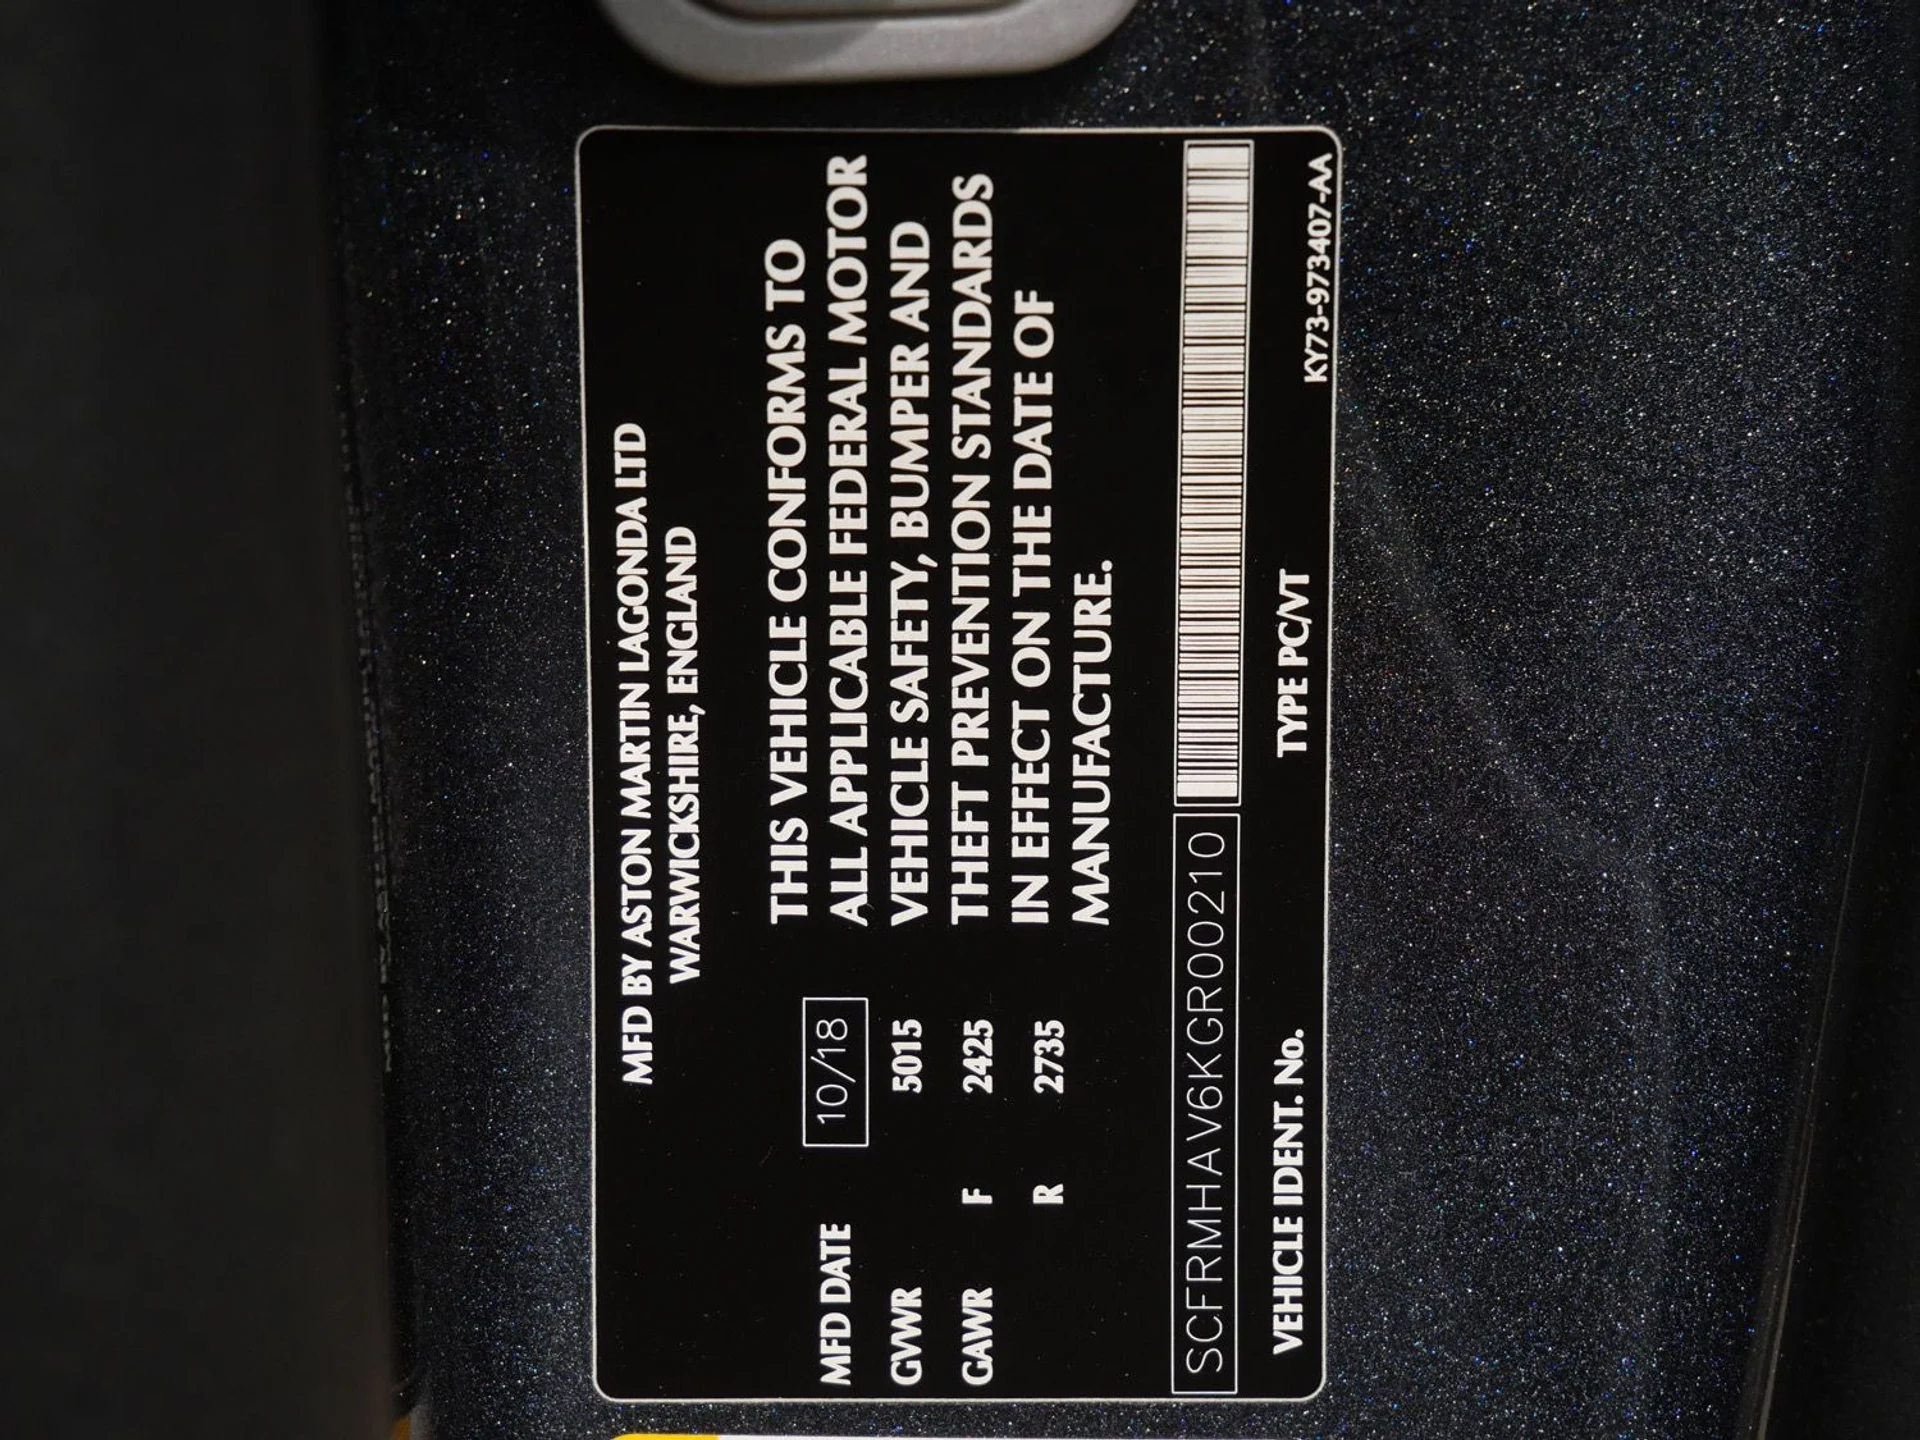 MFD BY ASTON MARTIN LAGONDA LTD
WARWICKSHIRE, ENGLAND
MFD DATE 10/18
GVWR 5015
GAWR F 2425
R 2735
THIS VEHICLE CONFORMS TO
ALL APPLICABLE FEDERAL MOTOR
VEHICLE SAFETY, BUMPER AND
THEFT PREVENTION STANDARDS
IN EFFECT ON THE DATE OF
MANUFACTURE.
SCFRMHAV6KGR00210
VEHICLE IDENT. No. TYPE PC/VT
KY73-973407-AA